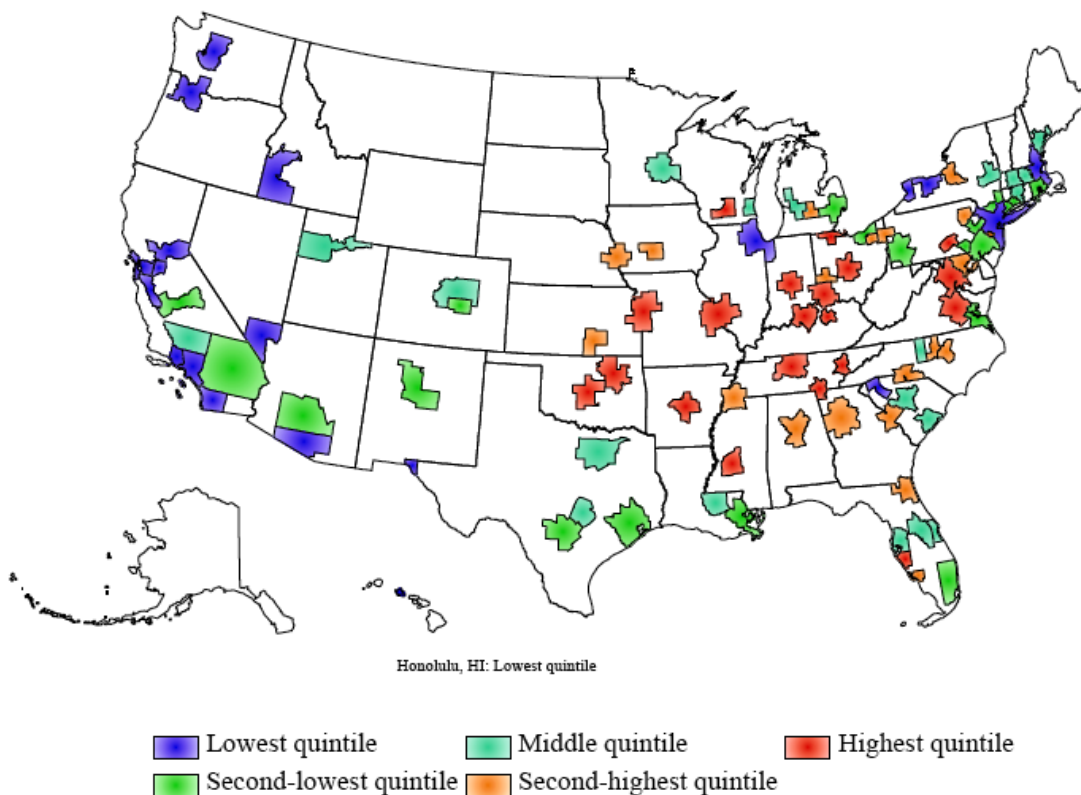 Honolulu, HI: Lowest quintile
Lowest quintile
Middle quintile
Highest quintile
Second-lowest quintile
Second-highest quintile